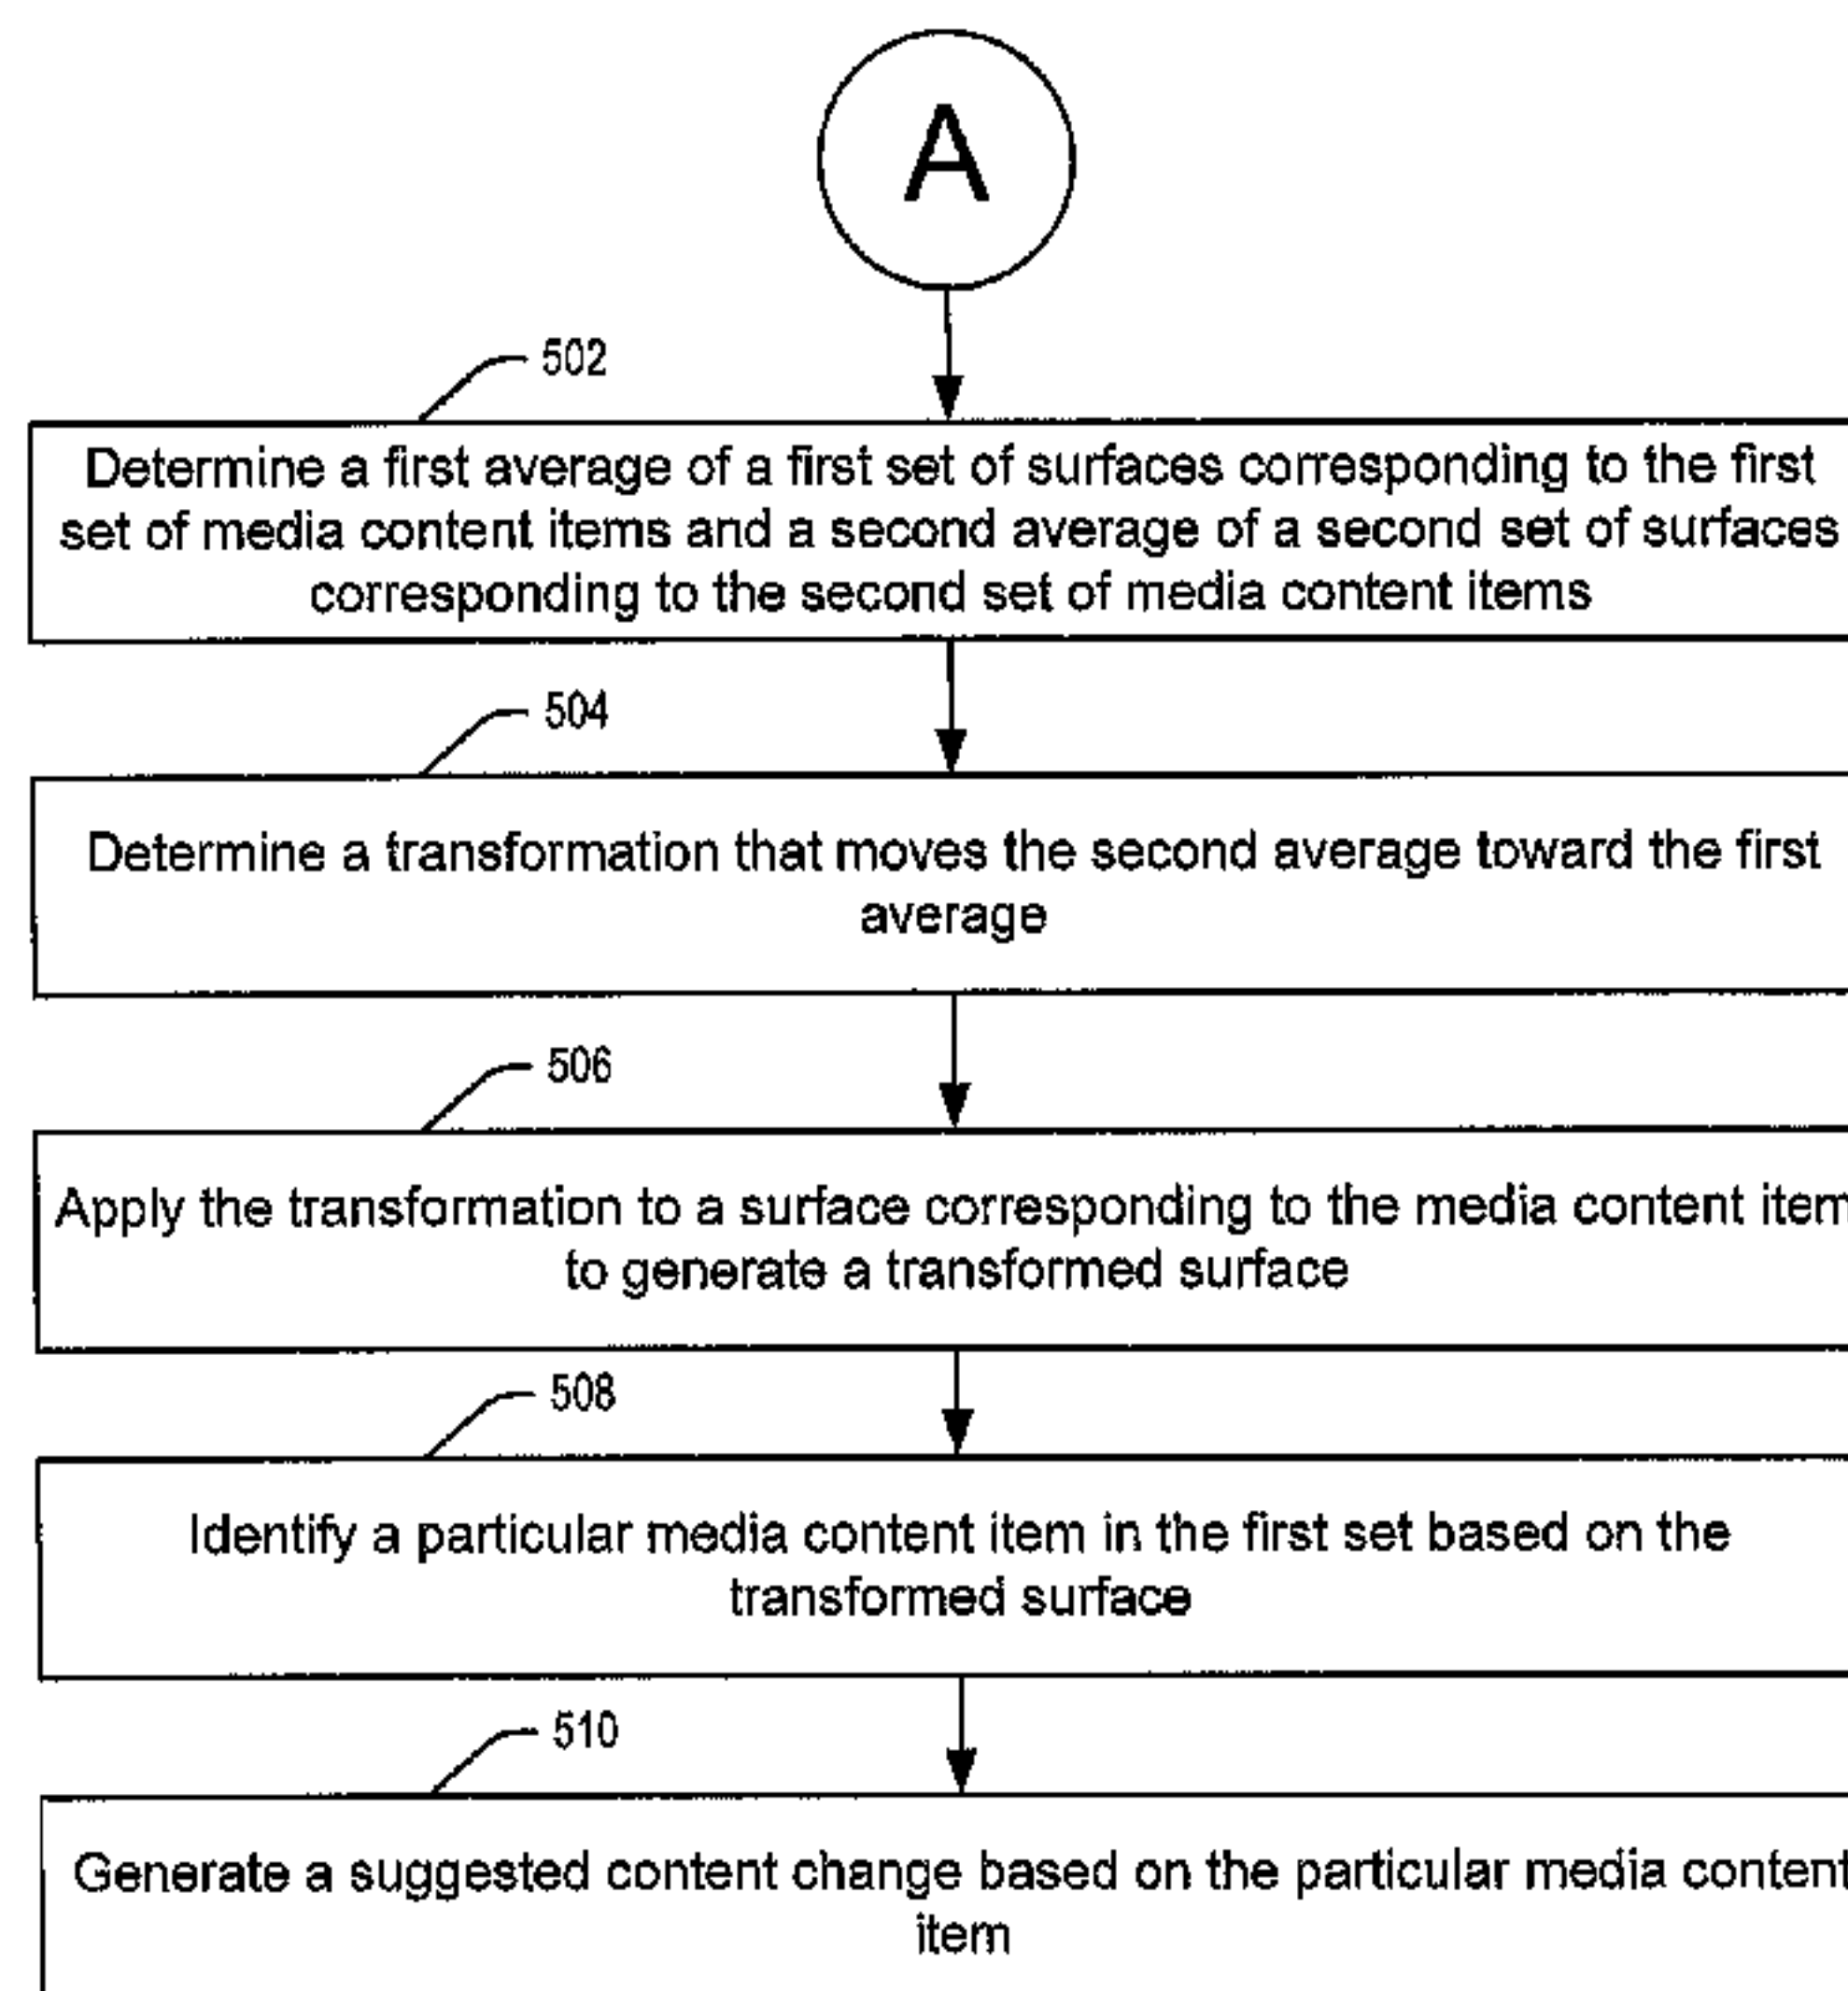 A
502
Determine a first average of a first set of surfaces corresponding to the first
set of media content items and a second average of a second set of surfaces
corresponding to the second set of media content items
504
Determine a transformation that moves the second average toward the first
average
506
Apply the transformation to a surface corresponding to the media content item
to generate a transformed surface
508
Identify a particular media content item in the first set based on the
transformed surface
510
Generate a suggested content change based on the particular media content
item